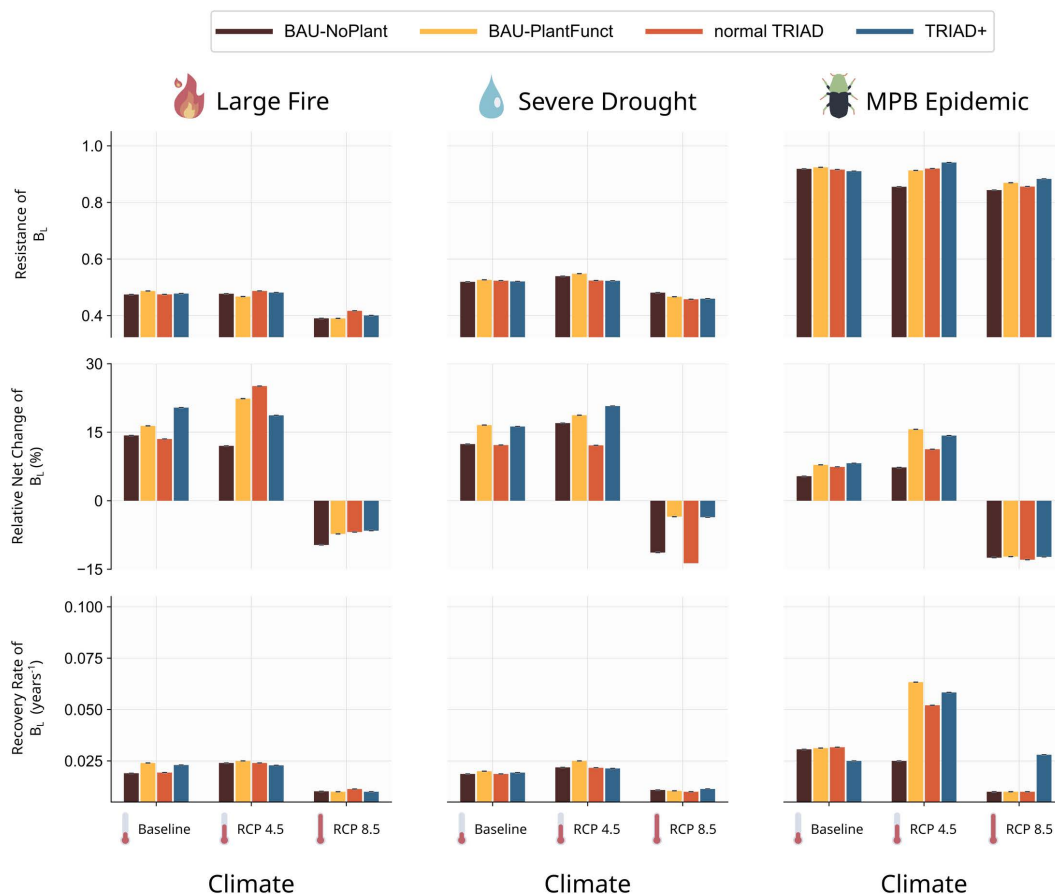 BAU-NoPlant BAU-PlantFunct normal TRIAD TRIAD+
Large Fire Severe Drought MPB Epidemic
Resistance of
B_L
1.0
0.8
0.6
0.4
Relative Net Change of
B_L (%)
30
15
0
−15
Recovery Rate of
B_L (years⁻¹)
0.100
0.075
0.050
0.025
Baseline RCP 4.5 RCP 8.5 Baseline RCP 4.5 RCP 8.5 Baseline RCP 4.5 RCP 8.5
Climate Climate Climate